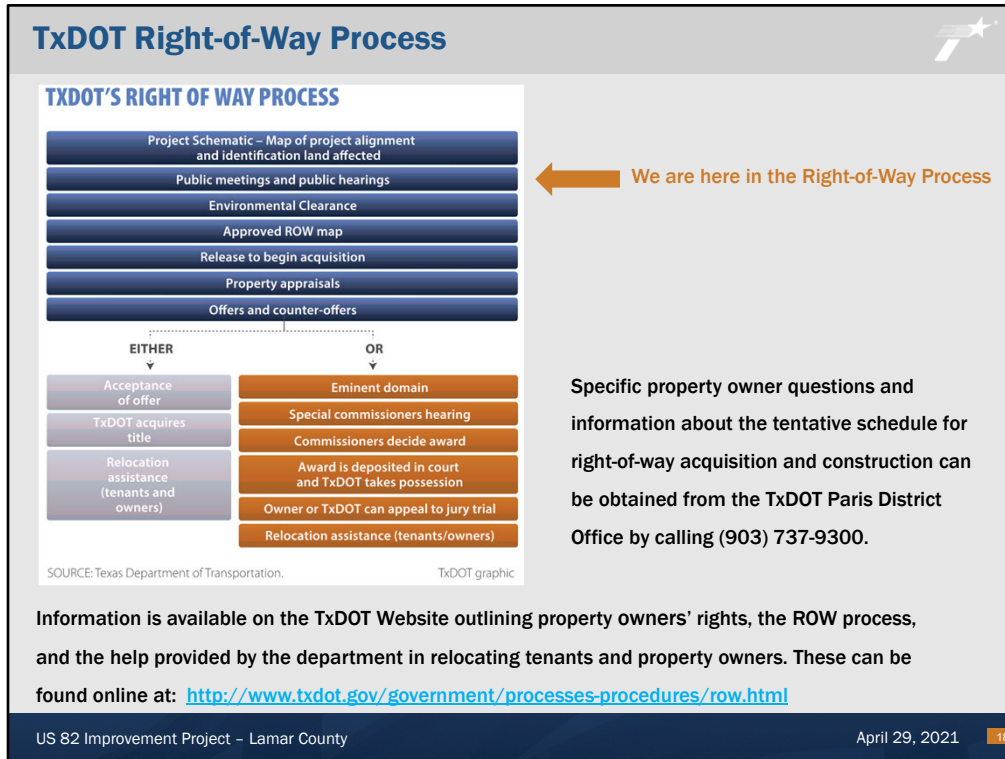 TxDOT Right-of-Way Process
TXDOT'S RIGHT OF WAY PROCESS
Project Schematic – Map of project alignment
and identification land affected
Public meetings and public hearings
We are here in the Right-of-Way Process
Environmental Clearance
Approved ROW map
Release to begin acquisition
Property appraisals
Offers and counter-offers
EITHER
Acceptance
of offer
TxDOT acquires
title
Relocation
assistance
(tenants and
owners)
OR
Eminent domain
Special commissioners hearing
Commissioners decide award
Award is deposited in court
and TxDOT takes possession
Owner or TxDOT can appeal to jury trial
Relocation assistance (tenants/owners)
SOURCE: Texas Department of Transportation.
TxDOT graphic
Specific property owner questions and
information about the tentative schedule for
right-of-way acquisition and construction can
be obtained from the TxDOT Paris District
Office by calling (903) 737-9300.
Information is available on the TxDOT Website outlining property owners' rights, the ROW process,
and the help provided by the department in relocating tenants and property owners. These can be
found online at: http://www.txdot.gov/government/processes-procedures/row.html
US 82 Improvement Project – Lamar County
April 29, 2021
18